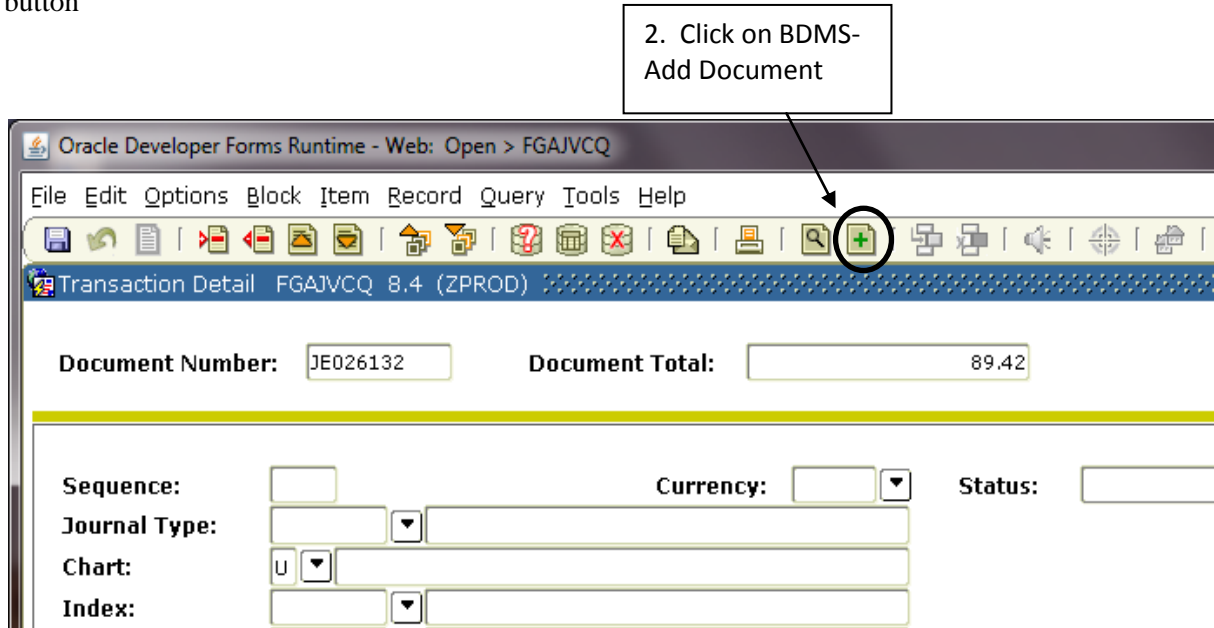 button
2. Click on BDMS-
Add Document
Oracle Developer Forms Runtime - Web: Open > FGAJVCQ
File Edit Options Block Item Record Query Tools Help
Transaction Detail FGAJVCQ 8.4 (ZPROD)
Document Number: JE026132 Document Total: 89.42
Sequence: Currency: Status:
Journal Type:
Chart: U
Index: